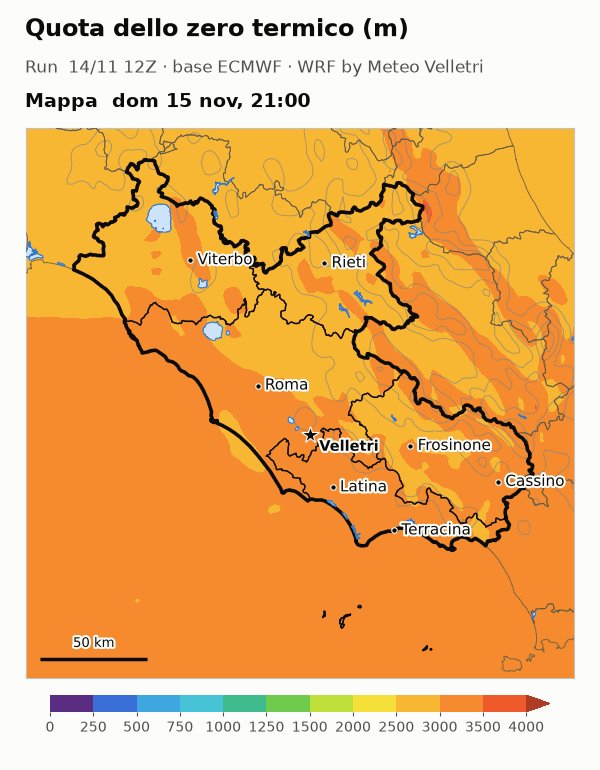 Quota dello zero termico (m)
Run  14/11 12Z · base ECMWF · WRF by Meteo Velletri
Mappa  dom 15 nov, 21:00
Viterbo
Rieti
Roma
Velletri
Frosinone
Latina
Cassino
Terracina
50 km
0 250 500 750 1000 1250 1500 2000 2500 3000 3500 4000